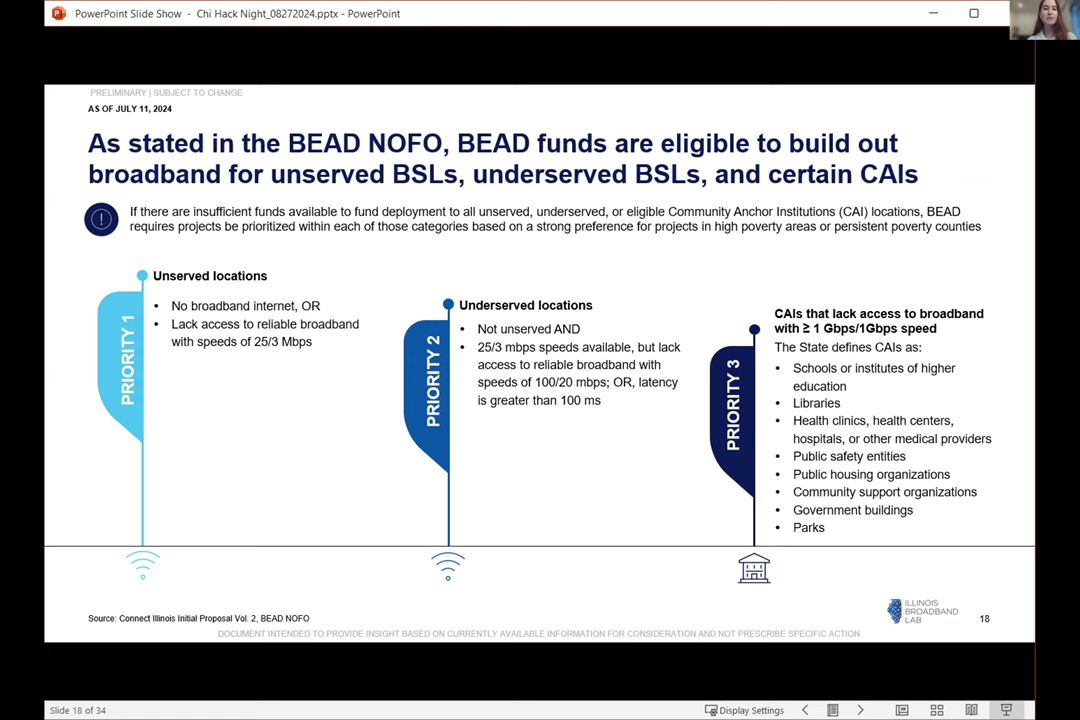 PowerPoint Slide Show - Chi Hack Night_08272024.pptx - PowerPoint
PRELIMINARY | SUBJECT TO CHANGE
AS OF JULY 11, 2024
As stated in the BEAD NOFO, BEAD funds are eligible to build out
broadband for unserved BSLs, underserved BSLs, and certain CAIs
!
If there are insufficient funds available to fund deployment to all unserved, underserved, or eligible Community Anchor Institutions (CAI) locations, BEAD
requires projects be prioritized within each of those categories based on a strong preference for projects in high poverty areas or persistent poverty counties
PRIORITY 1
Unserved locations
• No broadband internet, OR
• Lack access to reliable broadband
with speeds of 25/3 Mbps
PRIORITY 2
Underserved locations
• Not unserved AND
• 25/3 mbps speeds available, but lack
access to reliable broadband with
speeds of 100/20 mbps; OR, latency
is greater than 100 ms
PRIORITY 3
CAIs that lack access to broadband
with ≥ 1 Gbps/1Gbps speed
The State defines CAIs as:
• Schools or institutes of higher
education
• Libraries
• Health clinics, health centers,
hospitals, or other medical providers
• Public safety entities
• Public housing organizations
• Community support organizations
• Government buildings
• Parks
Source: Connect Illinois Initial Proposal Vol. 2, BEAD NOFO
ILLINOIS
BROADBAND
LAB
18
DOCUMENT INTENDED TO PROVIDE INSIGHT BASED ON CURRENTLY AVAILABLE INFORMATION FOR CONSIDERATION AND NOT PRESCRIBE SPECIFIC ACTION
Slide 18 of 34
Display Settings